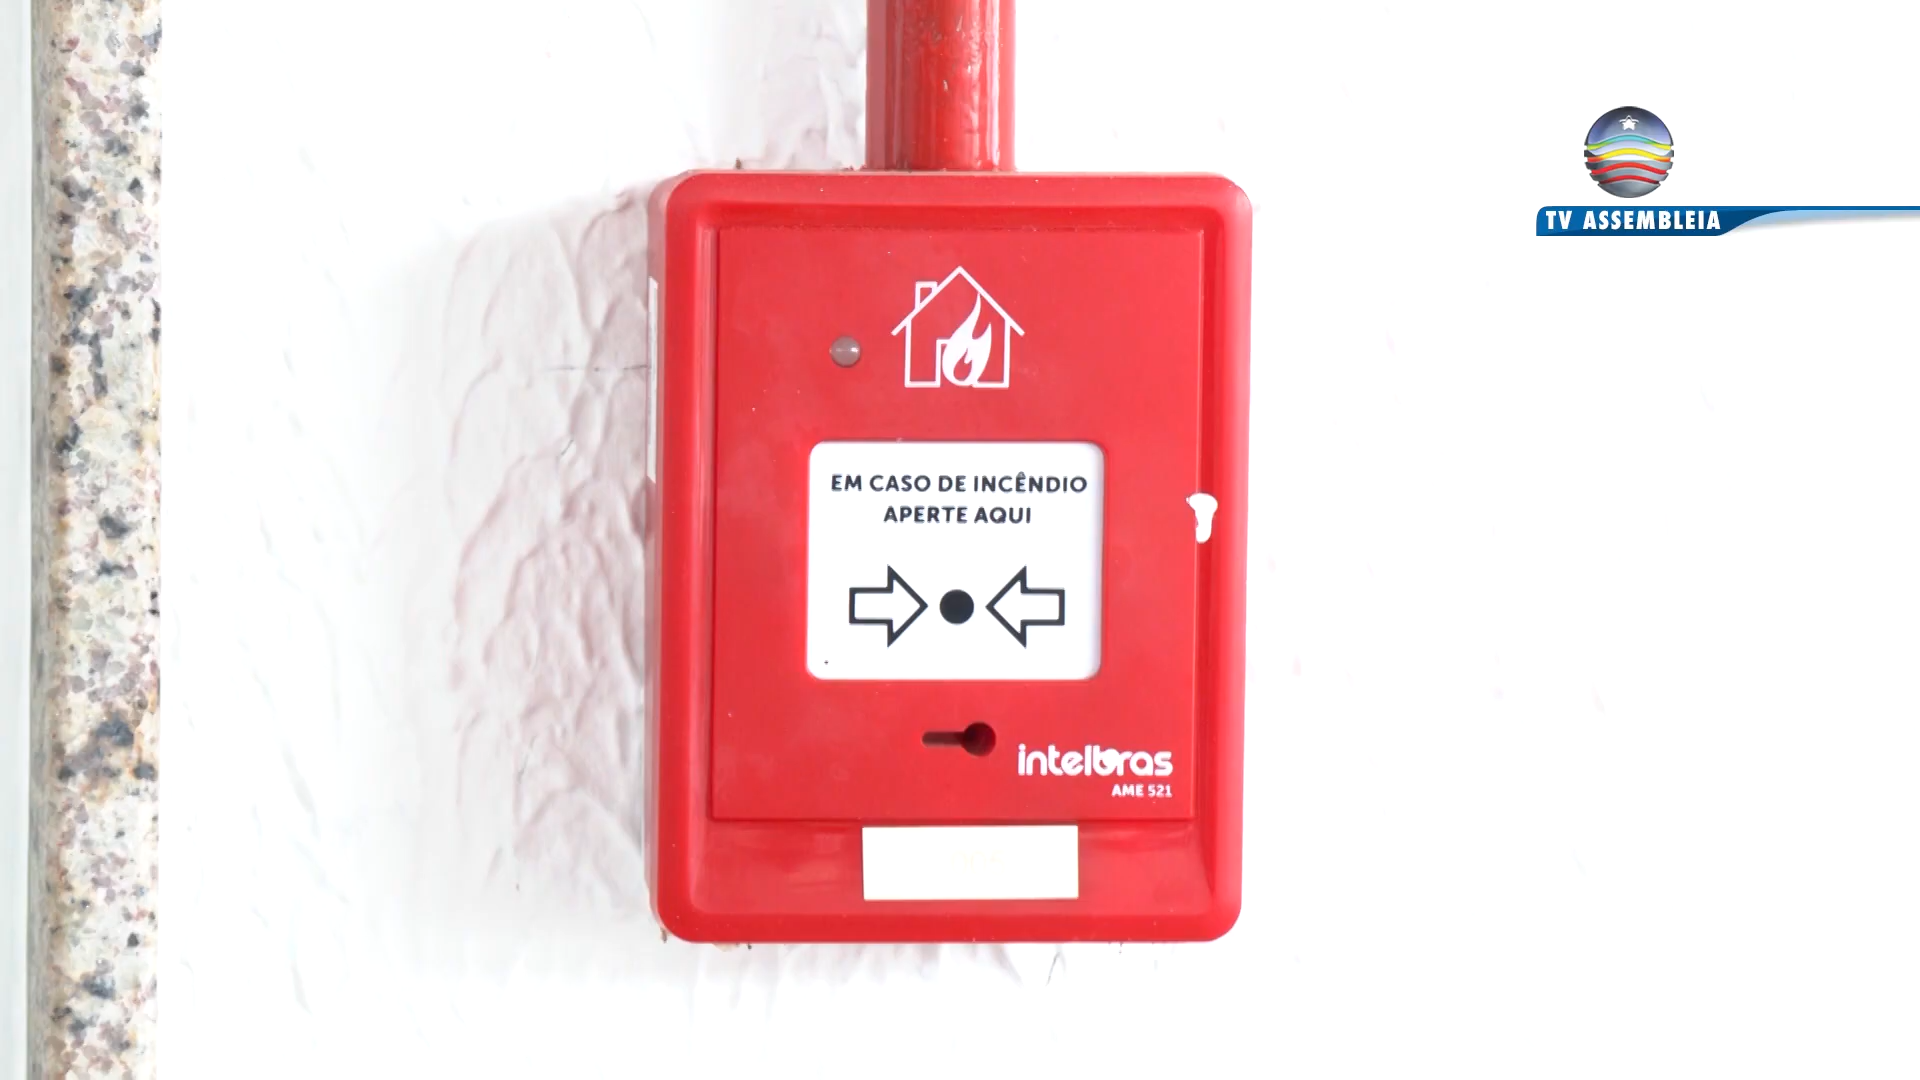 TV ASSEMBLEIA
EM CASO DE INCÊNDIO
APERTE AQUI
intelbras
AME 521